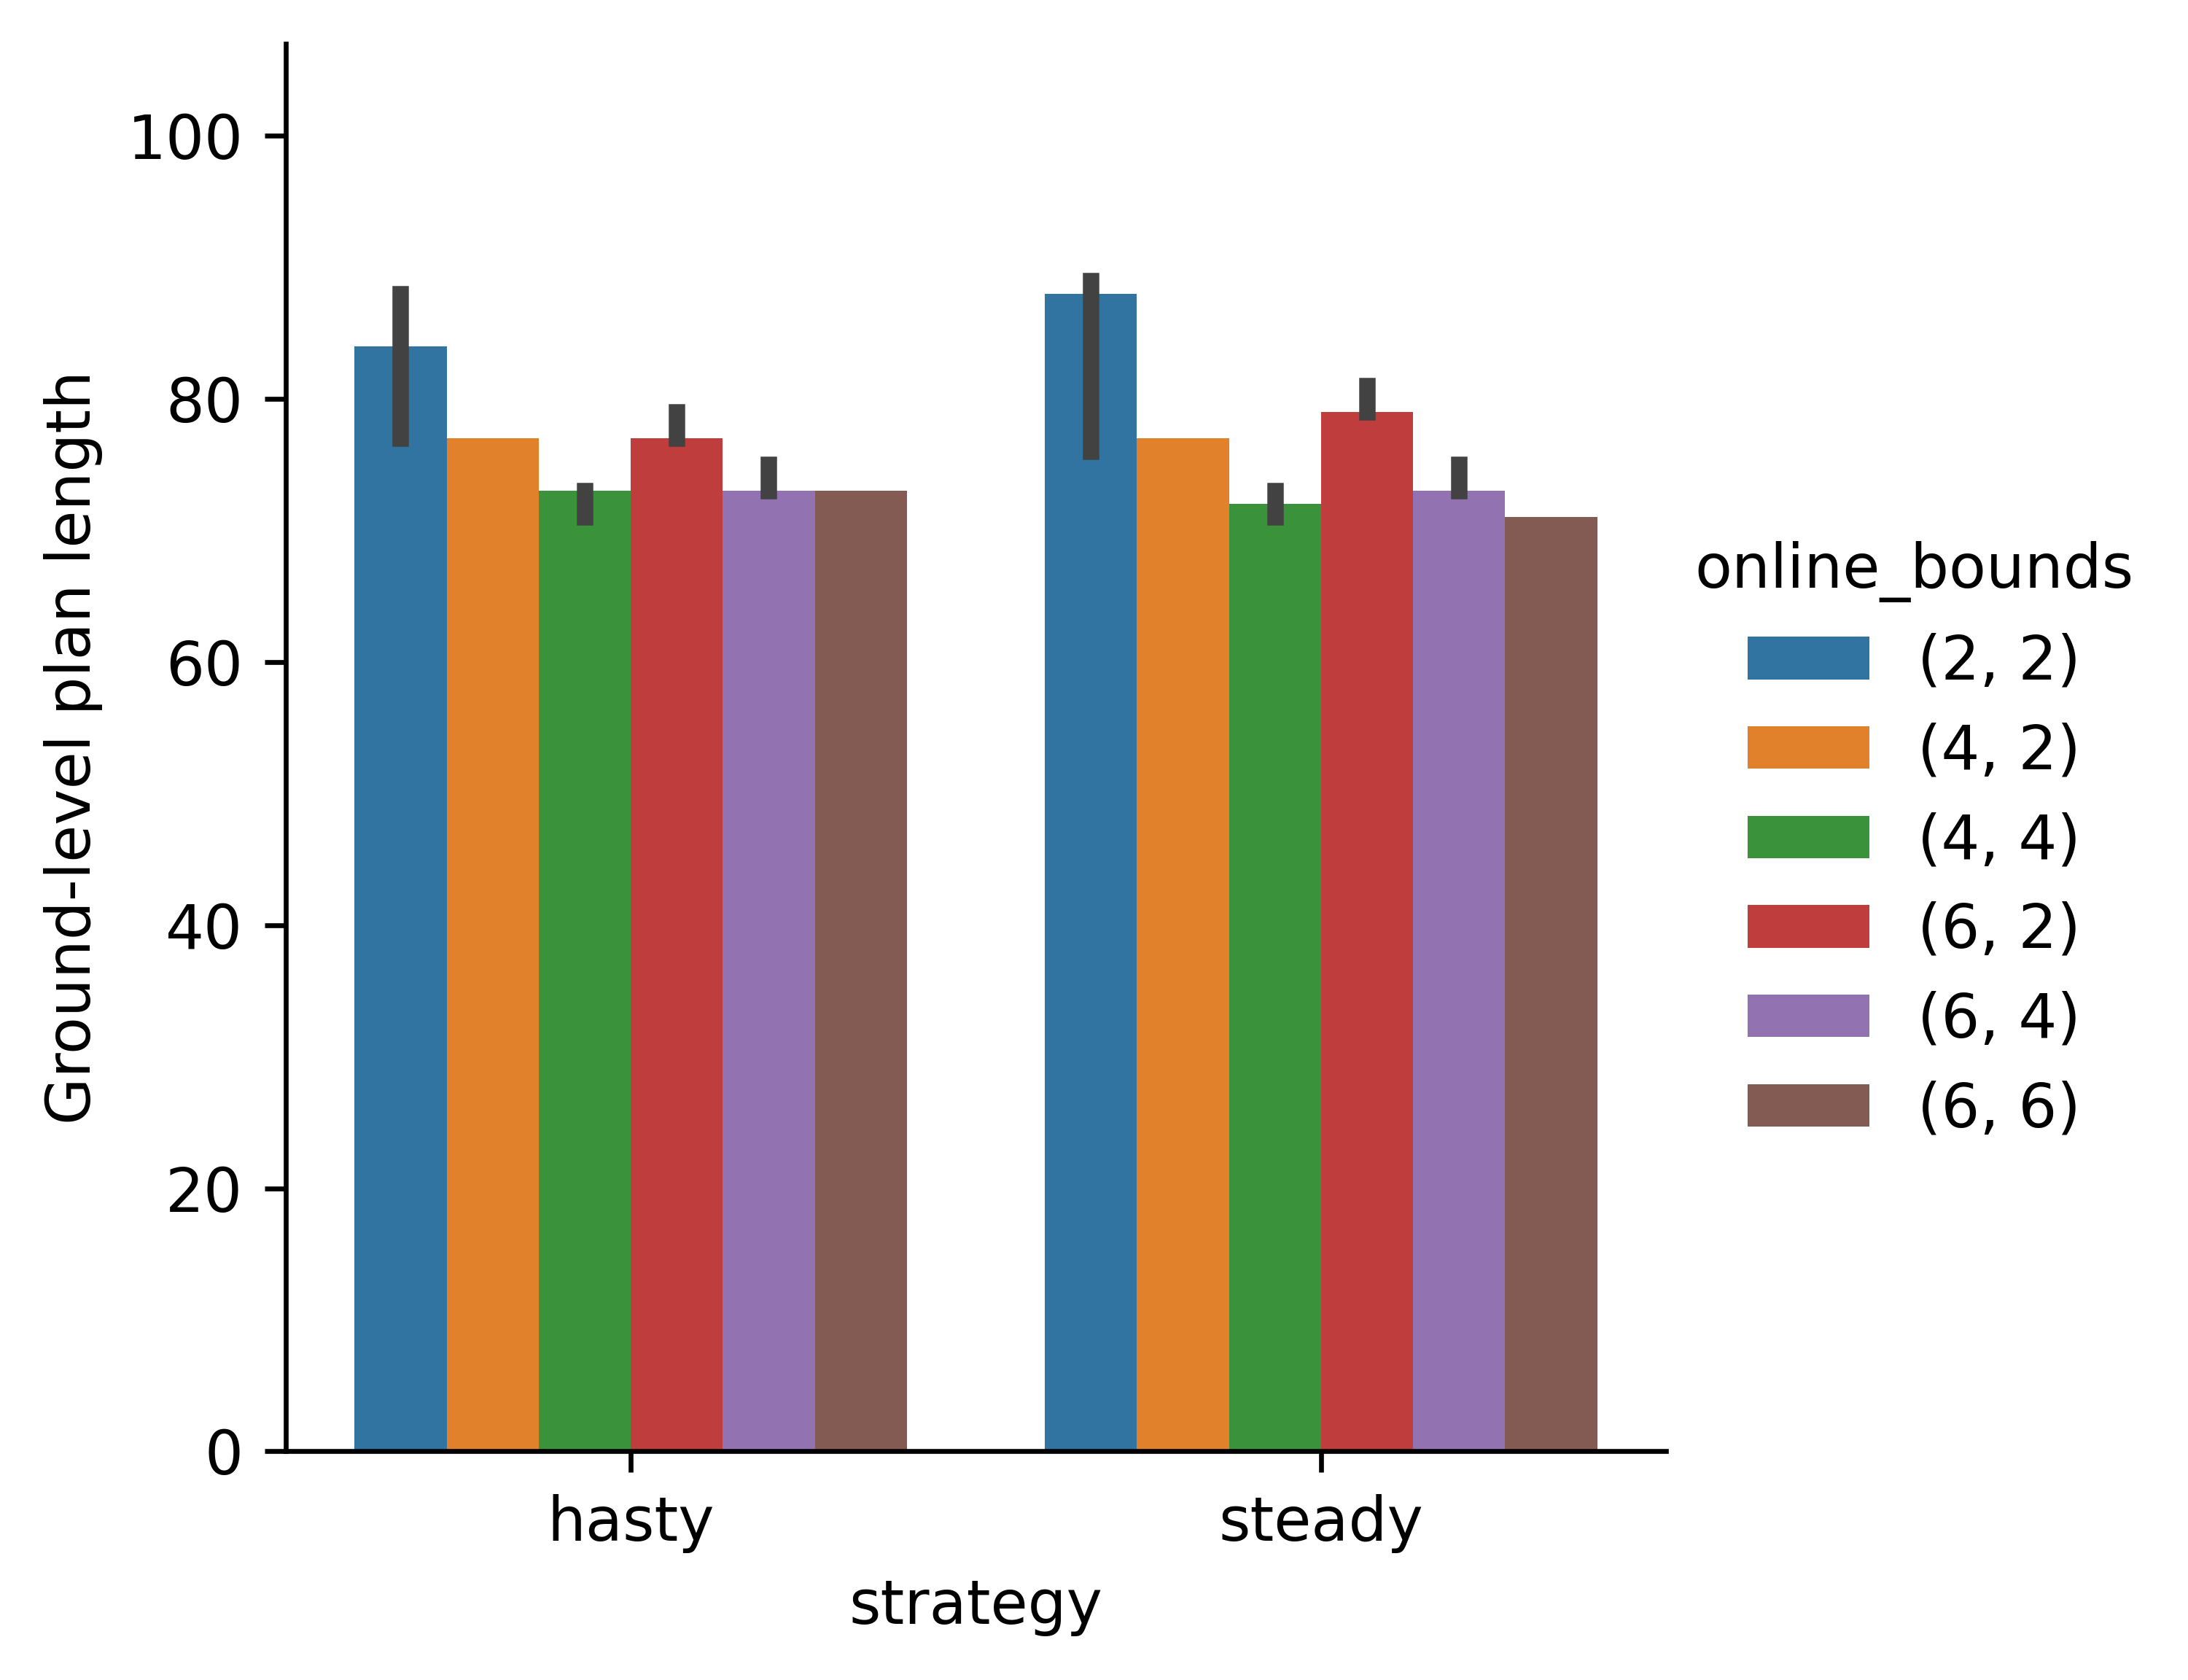 Ground-level plan length
100
80
60
40
20
0
hasty
steady
strategy
online_bounds
(2, 2)
(4, 2)
(4, 4)
(6, 2)
(6, 4)
(6, 6)